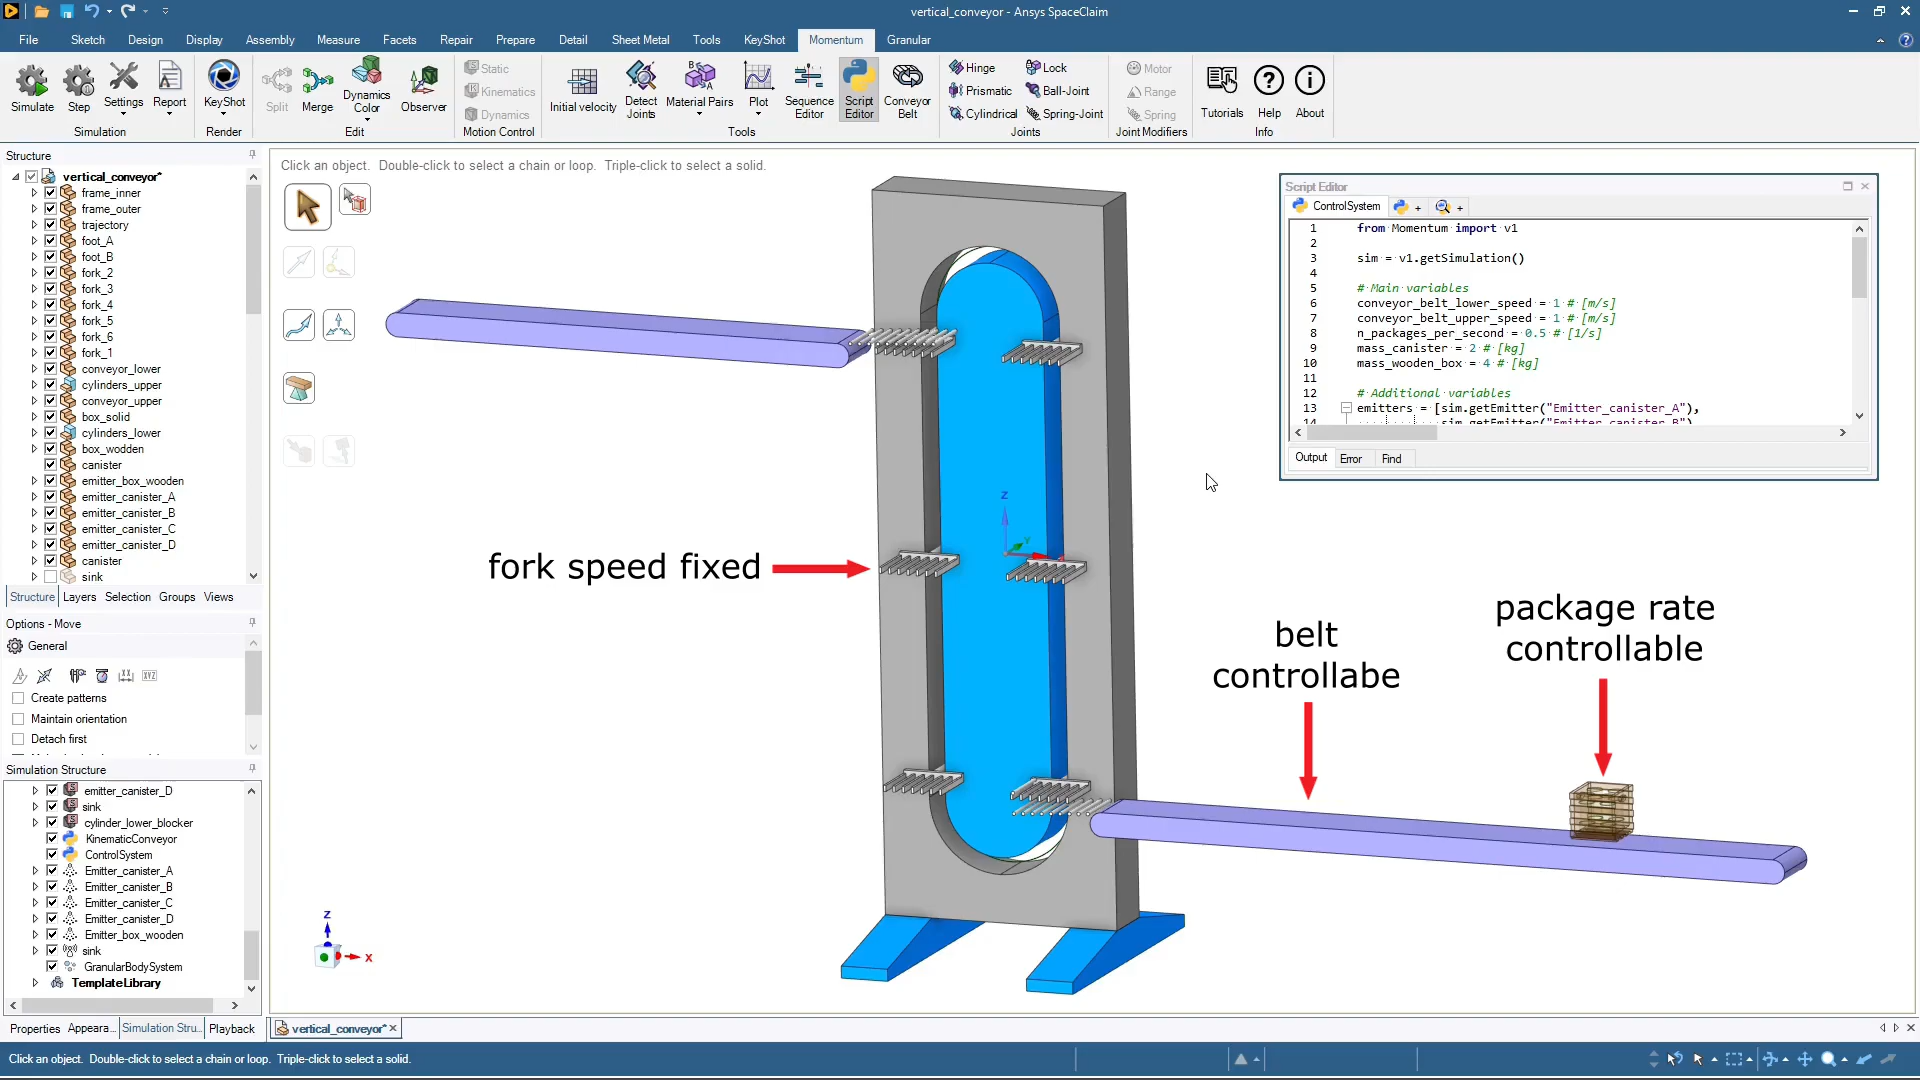 vertical_conveyor - Ansys SpaceClaim
File Sketch Design Display Assembly Measure Facets Repair Prepare Detail Sheet Metal Tools KeyShot Momentum Granular
Simulate Step Settings Report
Simulation
KeyShot
Render
Split Merge Dynamics Color Observer
Edit
Static
Kinematics
Dynamics
Motion Control
Initial velocity Detect Joints Material Pairs Plot Sequence Editor Script Editor Conveyor Belt
Tools
Hinge Lock
Prismatic Ball-Joint
Cylindrical Spring-Joint
Joints
Motor
Range
Spring
Joint Modifiers
Tutorials Help About
Info
Structure
vertical_conveyor*
frame_inner
frame_outer
trajectory
foot_A
foot_B
fork_2
fork_3
fork_4
fork_5
fork_6
fork_1
conveyor_lower
cylinders_upper
conveyor_upper
box_solid
cylinders_lower
box_wodden
canister
emitter_box_wooden
emitter_canister_A
emitter_canister_B
emitter_canister_C
emitter_canister_D
canister
sink
Structure Layers Selection Groups Views
Options - Move
General
XYZ
Create patterns
Maintain orientation
Detach first
Simulation Structure
emitter_canister_D
sink
cylinder_lower_blocker
KinematicConveyor
ControlSystem
Emitter_canister_A
Emitter_canister_B
Emitter_canister_C
Emitter_canister_D
Emitter_box_wooden
sink
GranularBodySystem
TemplateLibrary
Properties Appeara... Simulation Stru... Playback
Click an object. Double-click to select a chain or loop. Triple-click to select a solid.
Script Editor
ControlSystem
1 from Momentum import v1
2
3 sim = v1.getSimulation()
4
5 # Main variables
6 conveyor_belt_lower_speed = 1 # [m/s]
7 conveyor_belt_upper_speed = 1 # [m/s]
8 n_packages_per_second = 0.5 # [1/s]
9 mass_canister = 2 # [kg]
10 mass_wooden_box = 4 # [kg]
11
12 # Additional variables
13 emitters = [sim.getEmitter("Emitter_canister_A"),
14 sim.getEmitter("Emitter_canister_B")
Output Error Find
fork speed fixed
belt
controllabe
package rate
controllable
Z
Y
Z
X
vertical_conveyor*
Click an object. Double-click to select a chain or loop. Triple-click to select a solid.